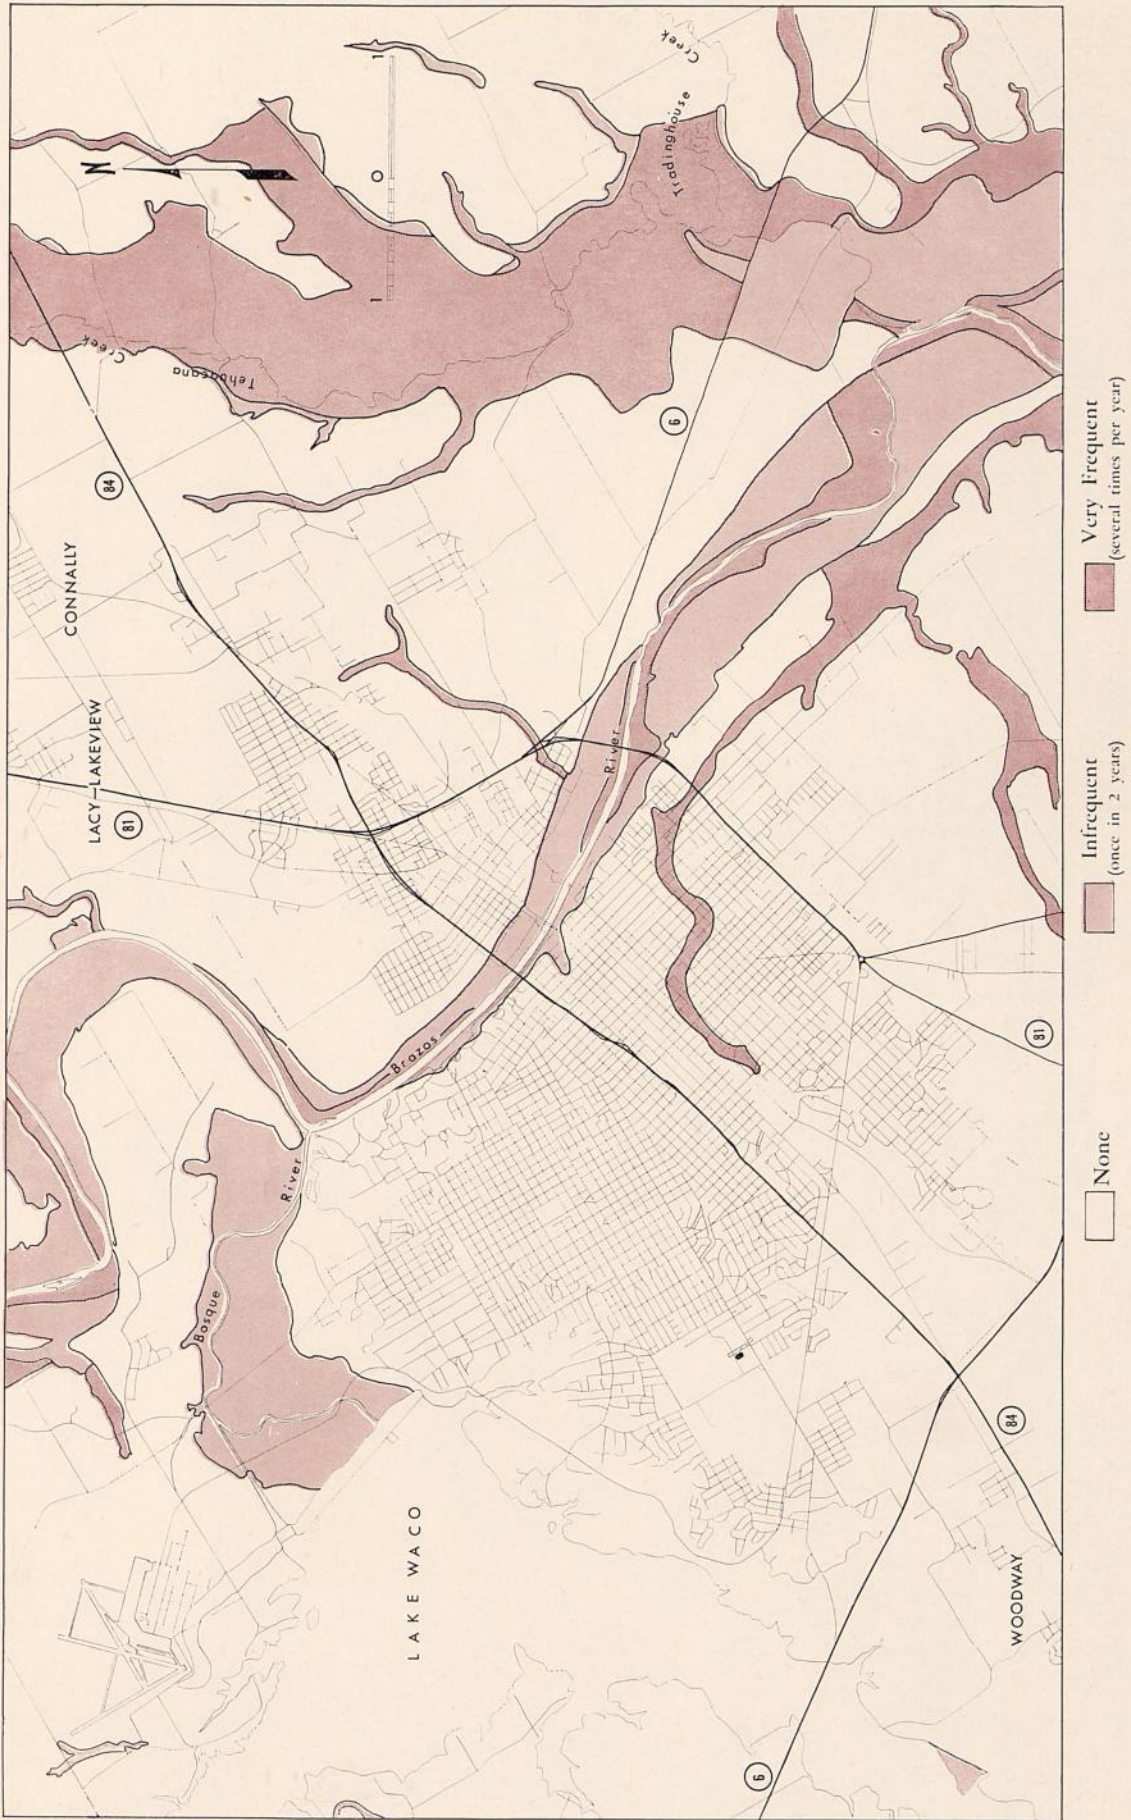 N
1 0 1
Tradinghouse Creek
Tehuacana Creek
84
CONNALLY
LACY—LAKEVIEW
81
6
Brazos River
Bosque River
LAKE WACO
81
84
6
WOODWAY
None
Infrequent
(once in 2 years)
Very Frequent
(several times per year)